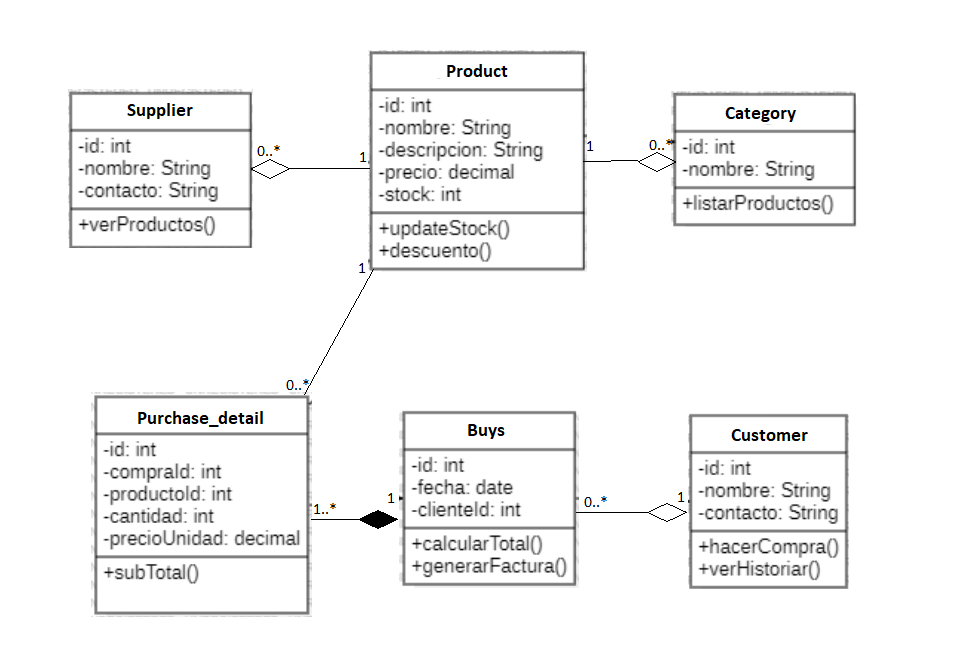 Supplier
-id: int
-nombre: String
-contacto: String
+verProductos()
0..*
1
Product
-id: int
-nombre: String
-descripcion: String
-precio: decimal
-stock: int
+updateStock()
+descuento()
1
0..*
Category
-id: int
-nombre: String
+listarProductos()
1
0..*
Purchase_detail
-id: int
-compraId: int
-productoId: int
-cantidad: int
-precioUnidad: decimal
+subTotal()
1..*
1
Buys
-id: int
-fecha: date
-clienteId: int
+calcularTotal()
+generarFactura()
0..*
1
Customer
-id: int
-nombre: String
-contacto: String
+hacerCompra()
+verHistoriar()